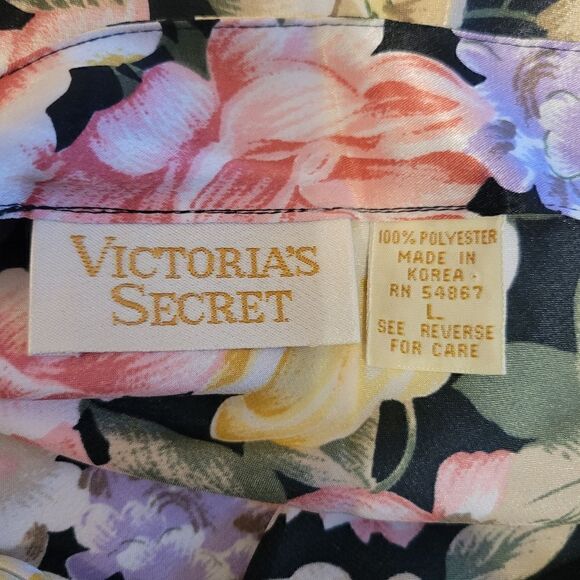 VICTORIA'S
SECRET
100% POLYESTER
MADE IN
KOREA
RN 54867
L
SEE REVERSE
FOR CARE